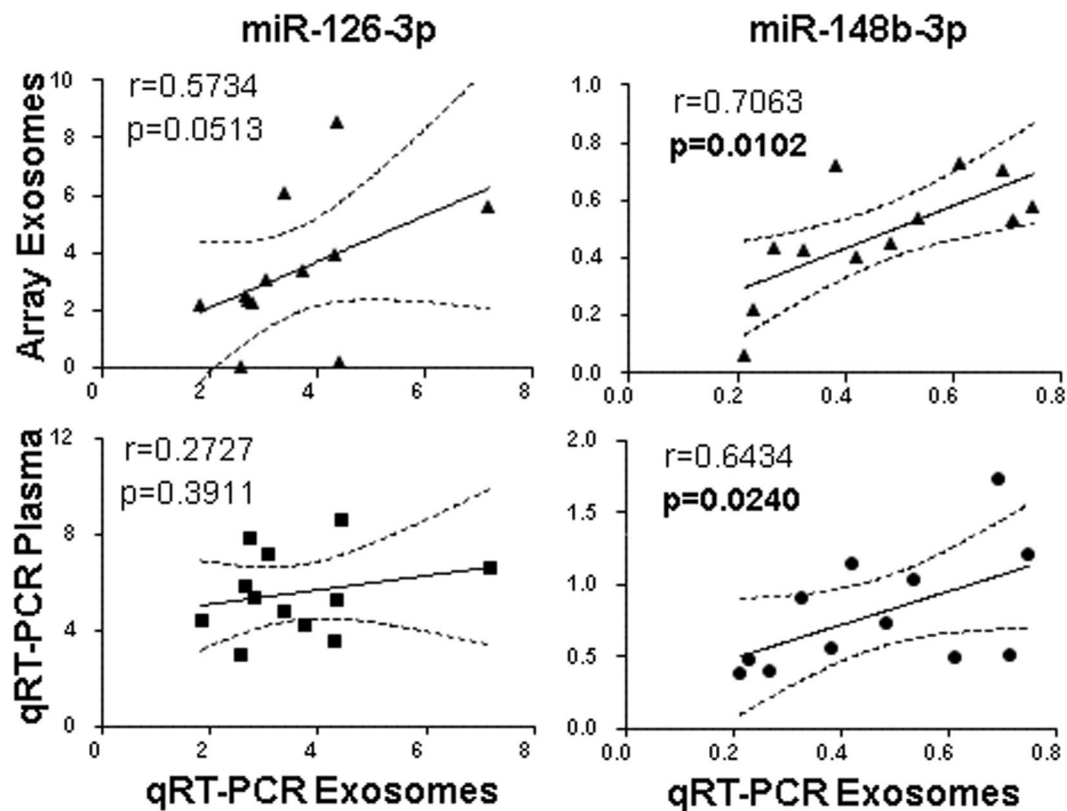 miR-126-3p
miR-148b-3p
Array Exosomes
r=0.5734
p=0.0513
10
8
6
4
2
0
0
2
4
6
8
r=0.7063
p=0.0102
1.0
0.8
0.6
0.4
0.2
0.0
0.0
0.2
0.4
0.6
0.8
qRT-PCR Plasma
r=0.2727
p=0.3911
12
8
4
0
0
2
4
6
8
qRT-PCR Exosomes
r=0.6434
p=0.0240
2.0
1.5
1.0
0.5
0.0
0.0
0.2
0.4
0.6
0.8
qRT-PCR Exosomes